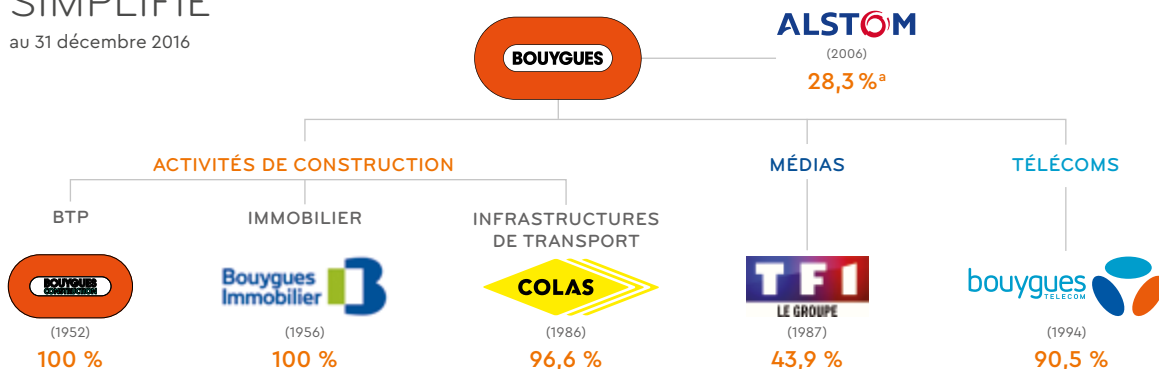 SIMPLIFIÉ
au 31 décembre 2016
BOUYGUES
ALSTOM
(2006)
28,3 %ᵃ
ACTIVITÉS DE CONSTRUCTION
MÉDIAS
TÉLÉCOMS
BTP
IMMOBILIER
INFRASTRUCTURES
DE TRANSPORT
BOUYGUES
CONSTRUCTION
Bouygues
Immobilier
COLAS
TF1
LE GROUPE
bouygues
TELECOM
(1952)
(1956)
(1986)
(1987)
(1994)
100 %
100 %
96,6 %
43,9 %
90,5 %